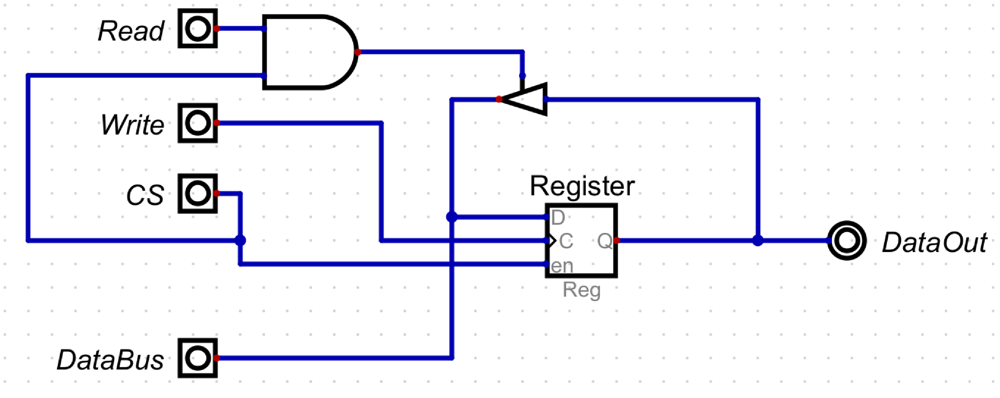 Read
Write
CS
Register
D
C
Q
en
Reg
DataOut
DataBus